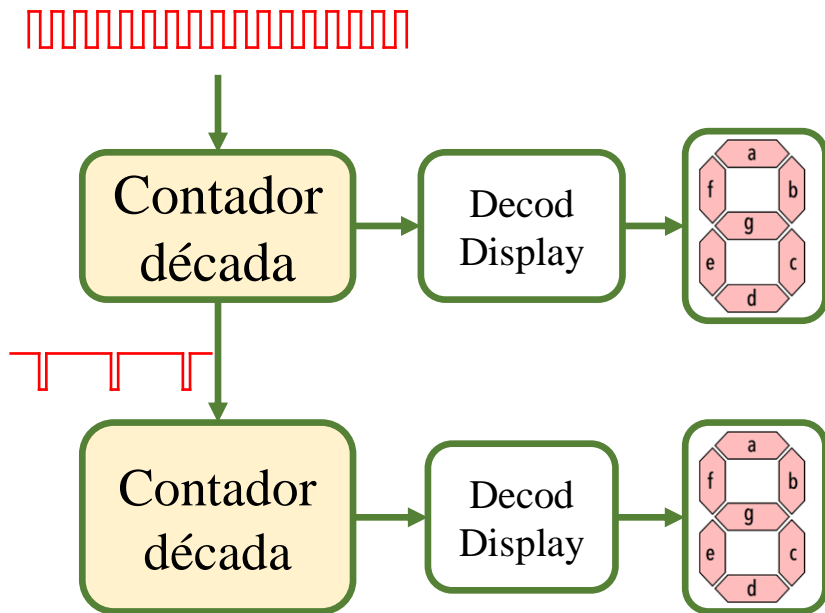 Contador
década
Decod
Display
a
f
b
g
e
c
d
Contador
década
Decod
Display
a
f
b
g
e
c
d